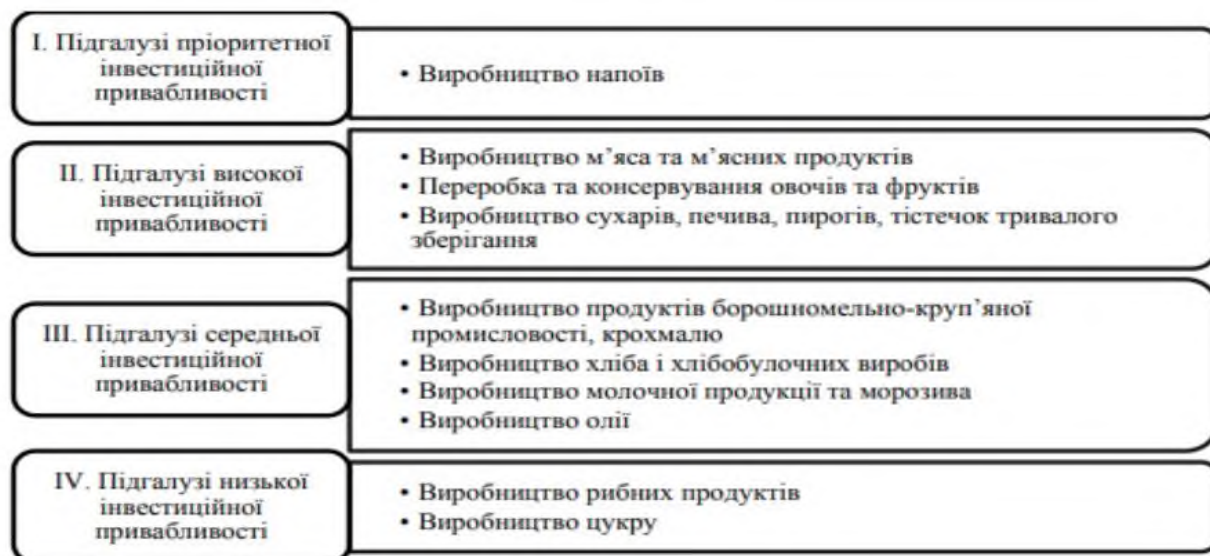 І. Підгалузі пріоритетної
інвестиційної
привабливості
• Виробництво напоїв
ІІ. Підгалузі високої
інвестиційної
привабливості
• Виробництво м’яса та м’ясних продуктів
• Переробка та консервування овочів та фруктів
• Виробництво сухарів, печива, пирогів, тістечок тривалого
зберігання
ІІІ. Підгалузі середньої
інвестиційної
привабливості
• Виробництво продуктів борошномельно-круп’яної
промисловості, крохмалю
• Виробництво хліба і хлібобулочних виробів
• Виробництво молочної продукції та морозива
• Виробництво олії
IV. Підгалузі низької
інвестиційної
привабливості
• Виробництво рибних продуктів
• Виробництво цукру